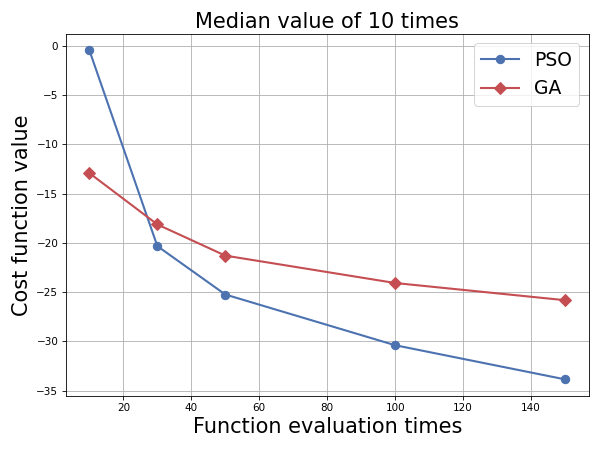 Median value of 10 times
PSO
GA
Cost function value
0
−5
−10
−15
−20
−25
−30
−35
20 40 60 80 100 120 140
Function evaluation times